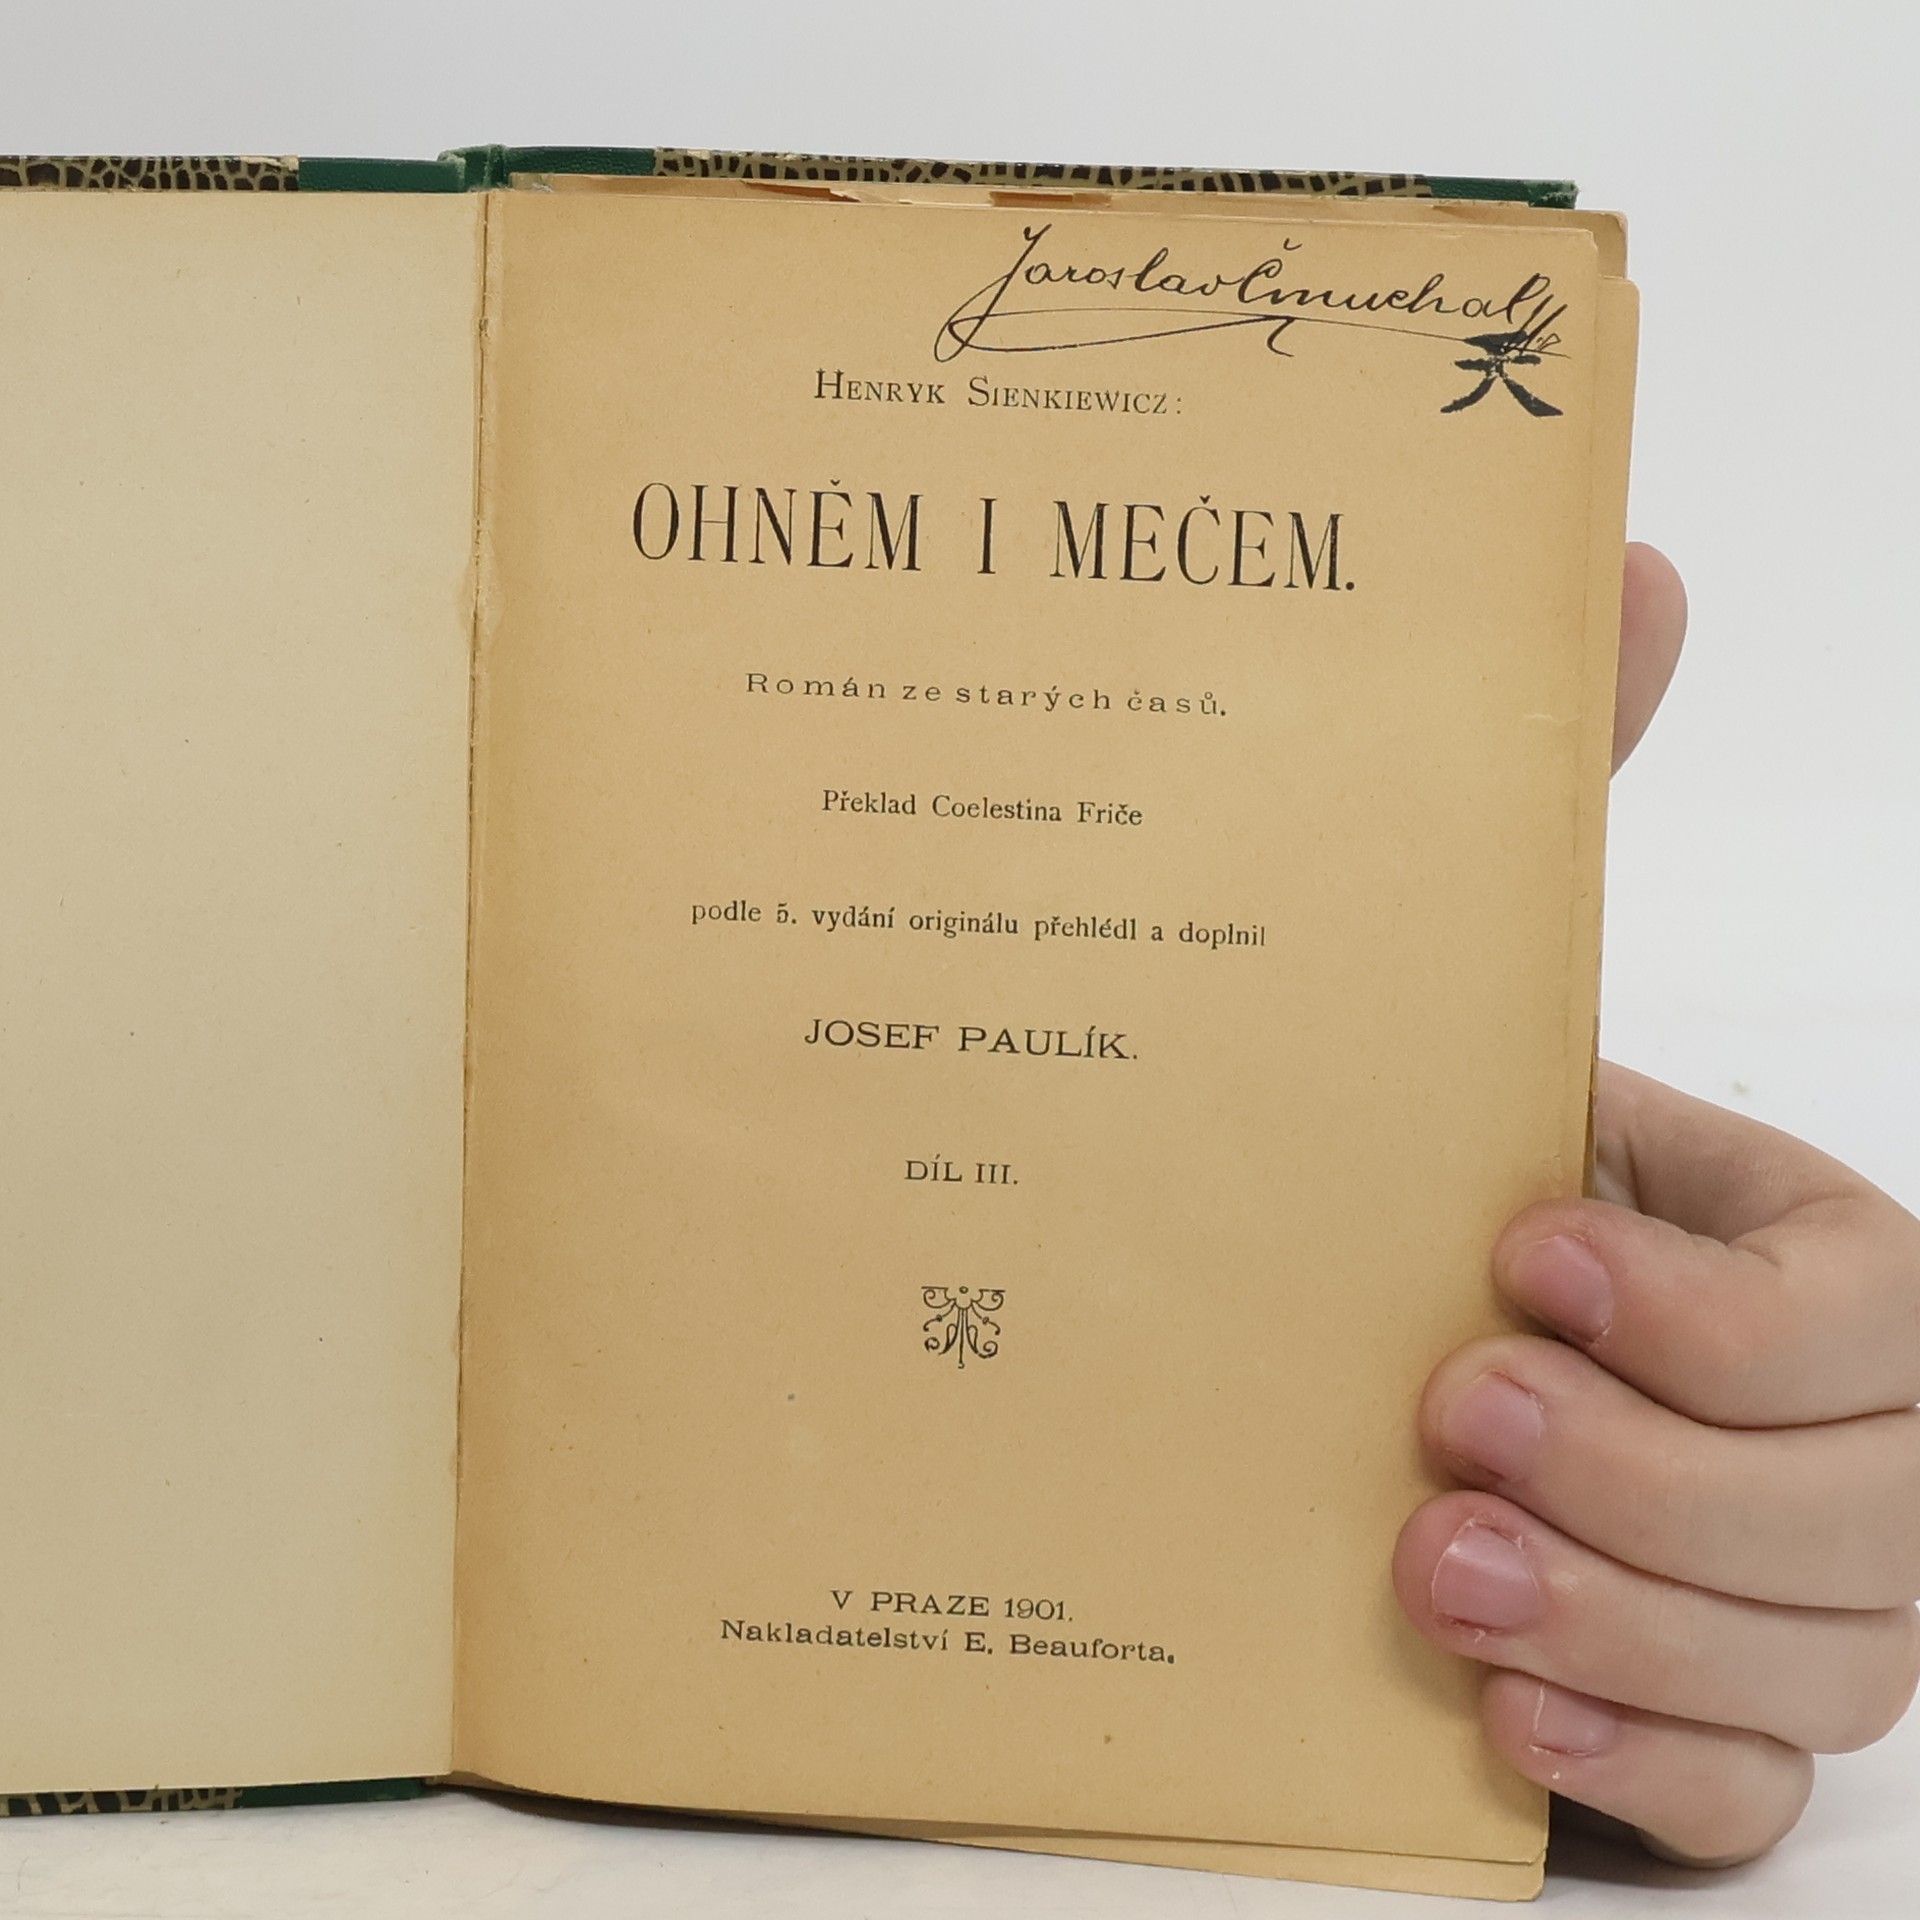 Jaroslav Čmuchal
天
HENRYK SIENKIEWICZ:
OHNĚM I MEČEM.
Román ze starých časů.
Překlad Coelestina Friče
podle 5. vydání originálu přehlédl a doplnil
JOSEF PAULÍK.
DÍL III.
V PRAZE 1901.
Nakladatelství E. Beauforta.